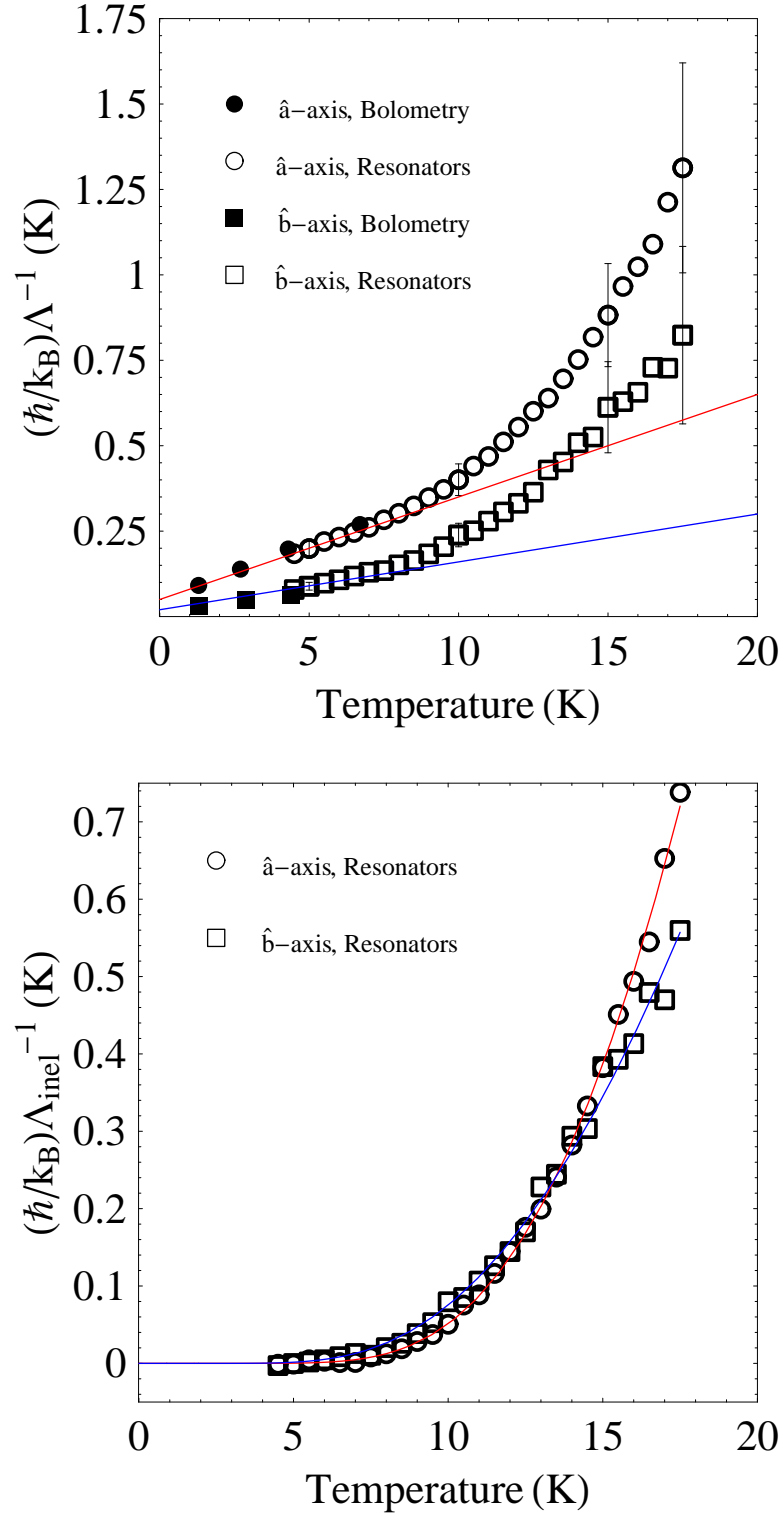 1.75
1.5
1.25
1
0.75
0.5
0.25
(ħ/k_B)Λ⁻¹ (K)
â−axis, Bolometry
â−axis, Resonators
b̂−axis, Bolometry
b̂−axis, Resonators
0 5 10 15 20
Temperature (K)
0.7
0.6
0.5
0.4
0.3
0.2
0.1
0
(ħ/k_B)Λ_inel⁻¹ (K)
â−axis, Resonators
b̂−axis, Resonators
0 5 10 15 20
Temperature (K)